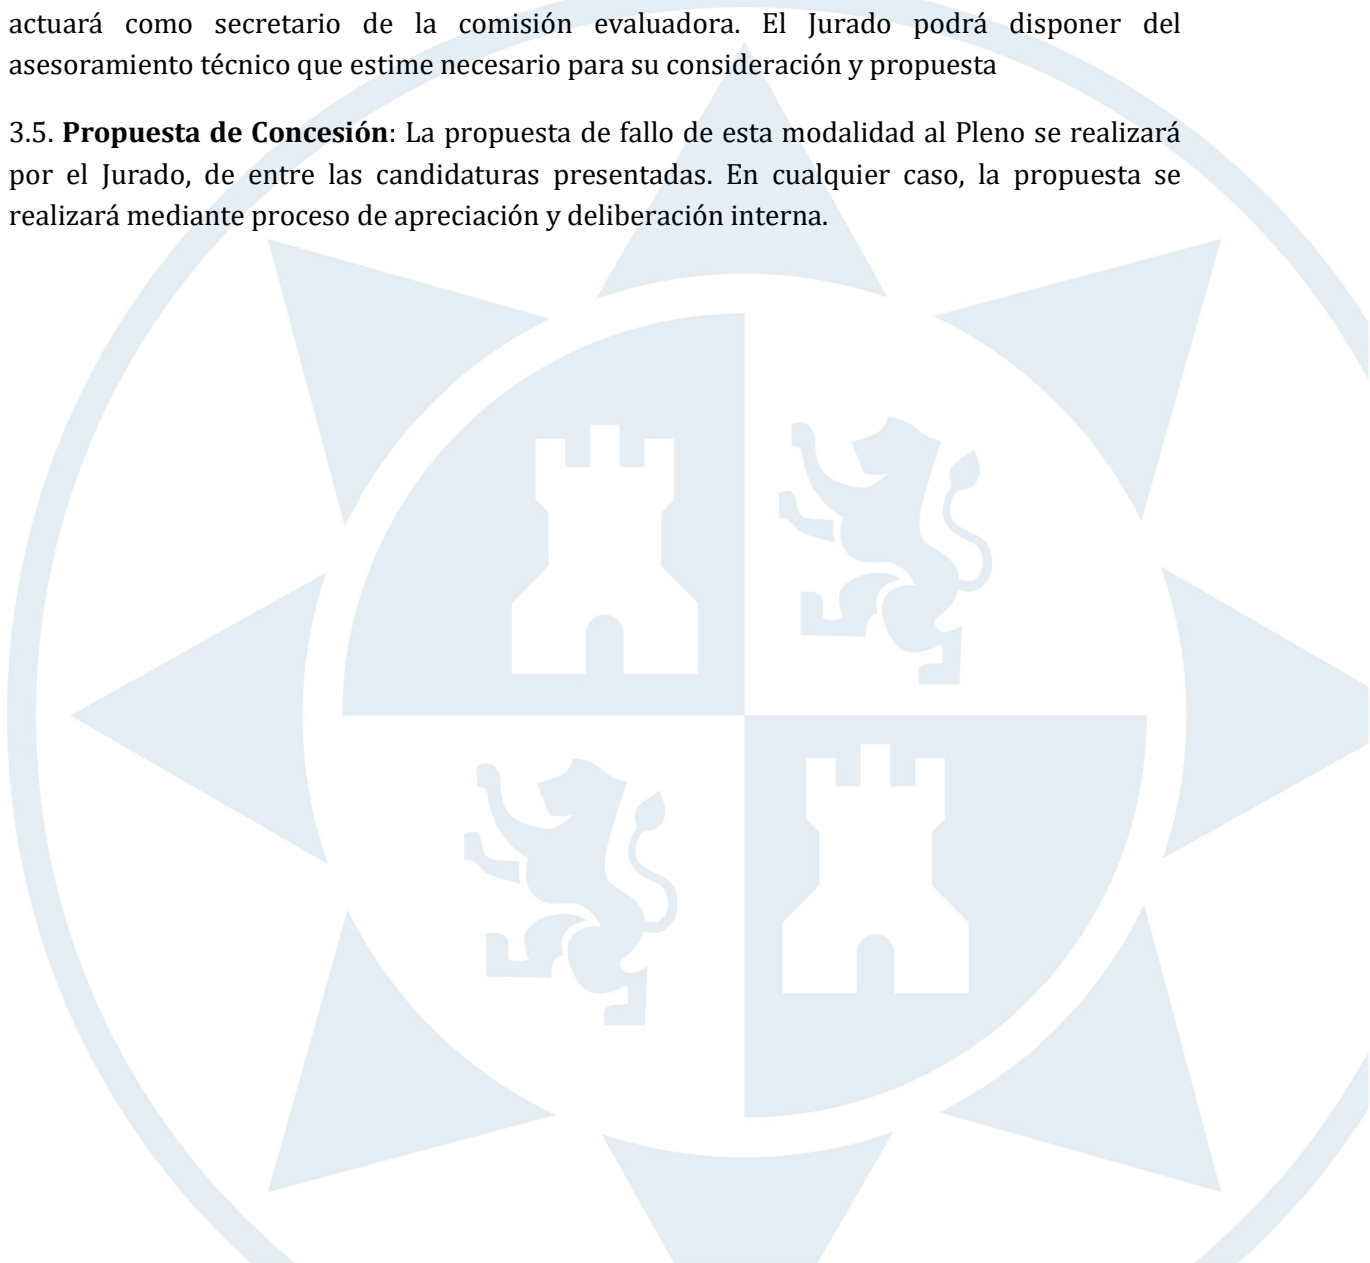 actuará como secretario de la comisión evaluadora. El Jurado podrá disponer del
asesoramiento técnico que estime necesario para su consideración y propuesta
3.5. Propuesta de Concesión: La propuesta de fallo de esta modalidad al Pleno se realizará
por el Jurado, de entre las candidaturas presentadas. En cualquier caso, la propuesta se
realizará mediante proceso de apreciación y deliberación interna.